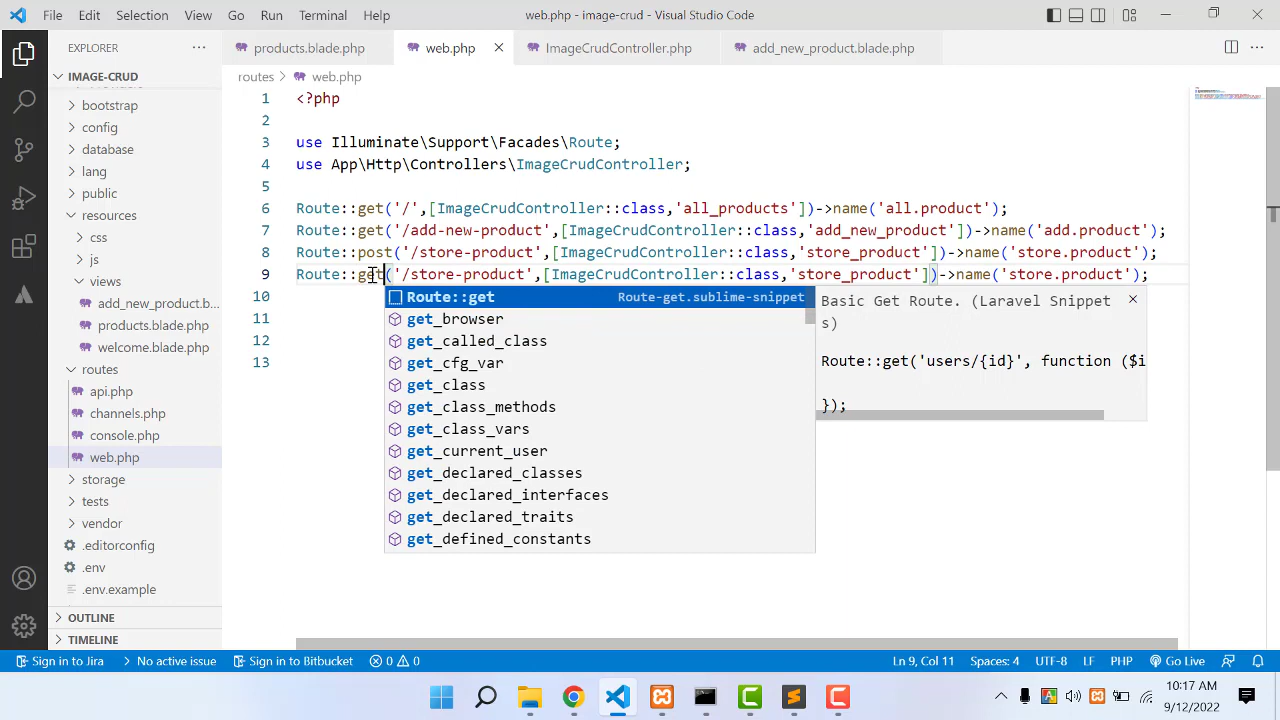 File Edit Selection View Go Run Terminal Help web.php - image-crud - Visual Studio Code
EXPLORER
products.blade.php web.php ImageCrudController.php add_new_product.blade.php
IMAGE-CRUD
routes > web.php
bootstrap
config
database
lang
public
resources
css
js
views
add_new_product.b...
products.blade.php
welcome.blade.php
routes
api.php
channels.php
console.php
web.php
storage
tests
vendor
.editorconfig
.env
.env.example
OUTLINE
TIMELINE
1 <?php
2
3 use Illuminate\Support\Facades\Route;
4 use App\Http\Controllers\ImageCrudController;
5
6 Route::get('/',[ImageCrudController::class,'all_products'])->name('all.product');
7 Route::get('/add-new-product',[ImageCrudController::class,'add_new_product'])->name('add.product');
8 Route::post('/store-product',[ImageCrudController::class,'store_product'])->name('store.product');
9 Route::get('/store-product',[ImageCrudController::class,'store_product'])->name('store.product');
10
11
12
13
Route::get Route-get.sublime-snippet
get_browser
get_called_class
get_cfg_var
get_class
get_class_methods
get_class_vars
get_current_user
get_declared_classes
get_declared_interfaces
get_declared_traits
get_defined_constants
Basic Get Route. (Laravel Snippet
s)
Route::get('users/{id}', function ($i
});
Sign in to Jira No active issue Sign in to Bitbucket 0 0 Ln 9, Col 11 Spaces: 4 UTF-8 LF PHP Go Live
10:17 AM
9/12/2022